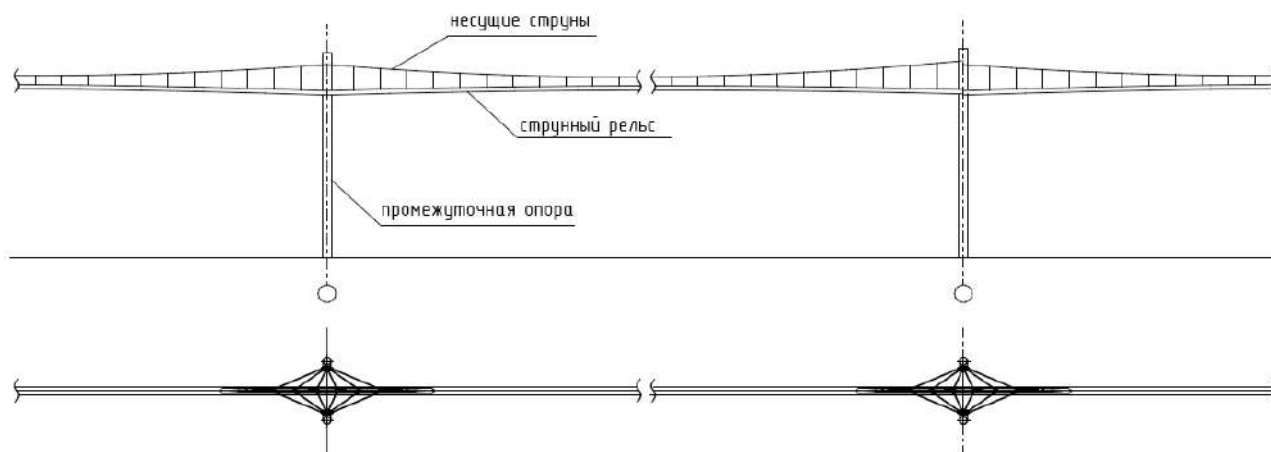 несущие струны
струнный рельс
промежуточная опора